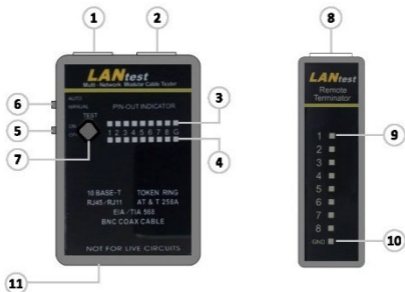 1
2
8
LANtest
Multi-Network Modular Cable Tester
6
AUTO
MANUAL
PIN-OUT INDICATOR
3
TEST
5
ON
1 2 3 4 5 6 7 8 G
7
4
10 BASE-T
TOKEN RING
RJ45/RJ11
AT & T 258A
EIA/TIA 568
BNC COAX CABLE
NOT FOR LIVE CIRCUITS
11
LANtest
Remote
Terminator
1
9
2
3
4
5
6
7
8
GND
10